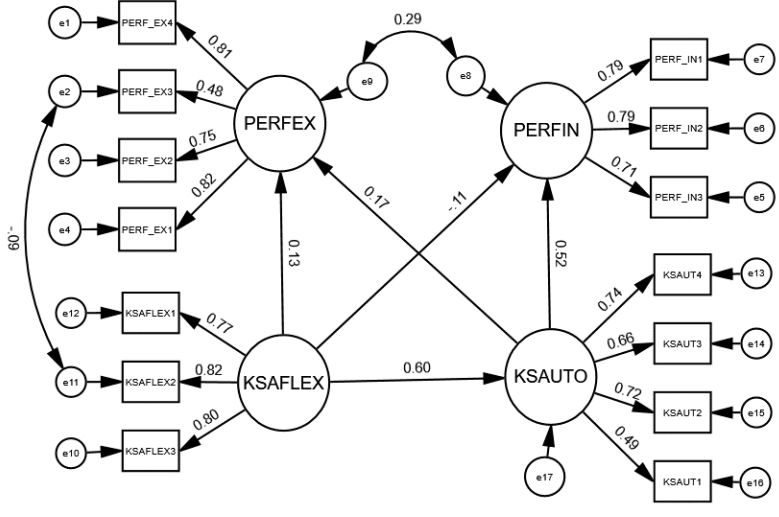 0.29
e1
PERF_EX4
0.81
e2
PERF_EX3
0.48
e3
PERF_EX2
0.75
e4
PERF_EX1
0.82
PERFEX
e9
e8
PERFIN
0.79
PERF_IN1
e7
0.79
PERF_IN2
e6
0.71
PERF_IN3
e5
-.09
0.13
0.17
-.11
0.52
e12
KSAFLEX1
0.77
e11
KSAFLEX2
0.82
e10
KSAFLEX3
0.80
KSAFLEX
0.60
KSAUTO
e17
0.74
KSAUT4
e13
0.66
KSAUT3
e14
0.72
KSAUT2
e15
0.49
KSAUT1
e16